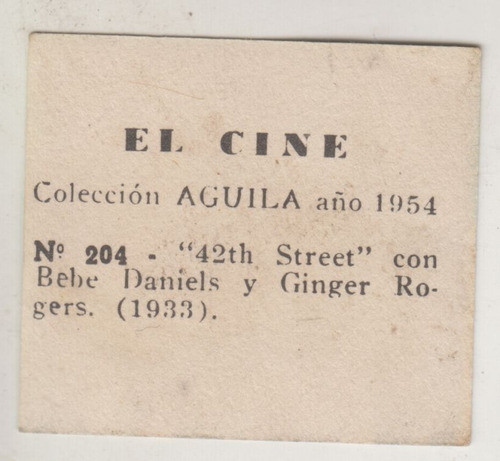 EL CINE
Colección AGUILA año 1954
Nº 204 - “42th Street” con
Bebe Daniels y Ginger Ro-
gers. (1933).